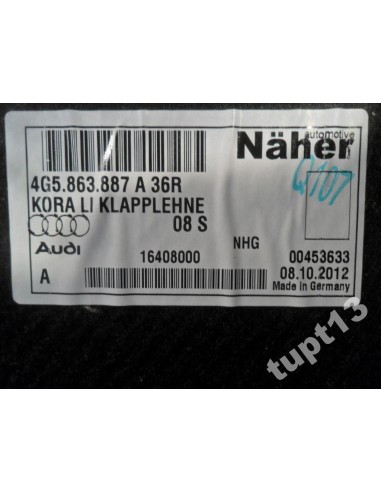 Näher
automotive
4G5.863.887 A 36R
Q107
KORA LI KLAPPLEHNE
08 S
Audi
16408000
NHG
00453633
A
08.10.2012
Made in Germany
tupt13